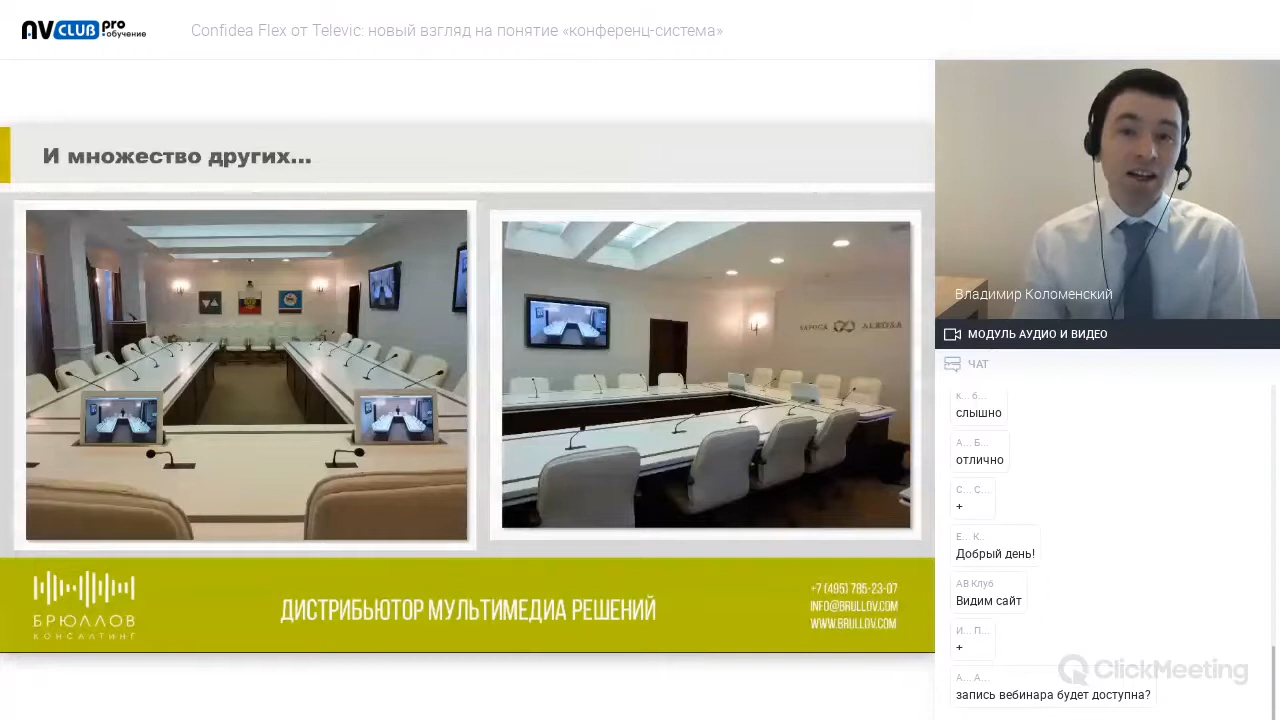 AV CLUB pro
обучение
Confidea Flex от Televic: новый взгляд на понятие «конференц-система»
И множество других...
АЛРОСА ALROSA
БРЮЛЛОВ
КОНСАЛТИНГ
ДИСТРИБЬЮТОР МУЛЬТИМЕДИА РЕШЕНИЙ
+7 (495) 785-23-07
INFO@BRULLOV.COM
WWW.BRULLOV.COM
Владимир Коломенский
МОДУЛЬ АУДИО И ВИДЕО
ЧАТ
К... б...
слышно
А... Б...
отлично
С... С...
+
Е... К..
Добрый день!
АВ Клуб
Видим сайт
И... П...
+
А... А...
запись вебинара будет доступна?
ClickMeeting